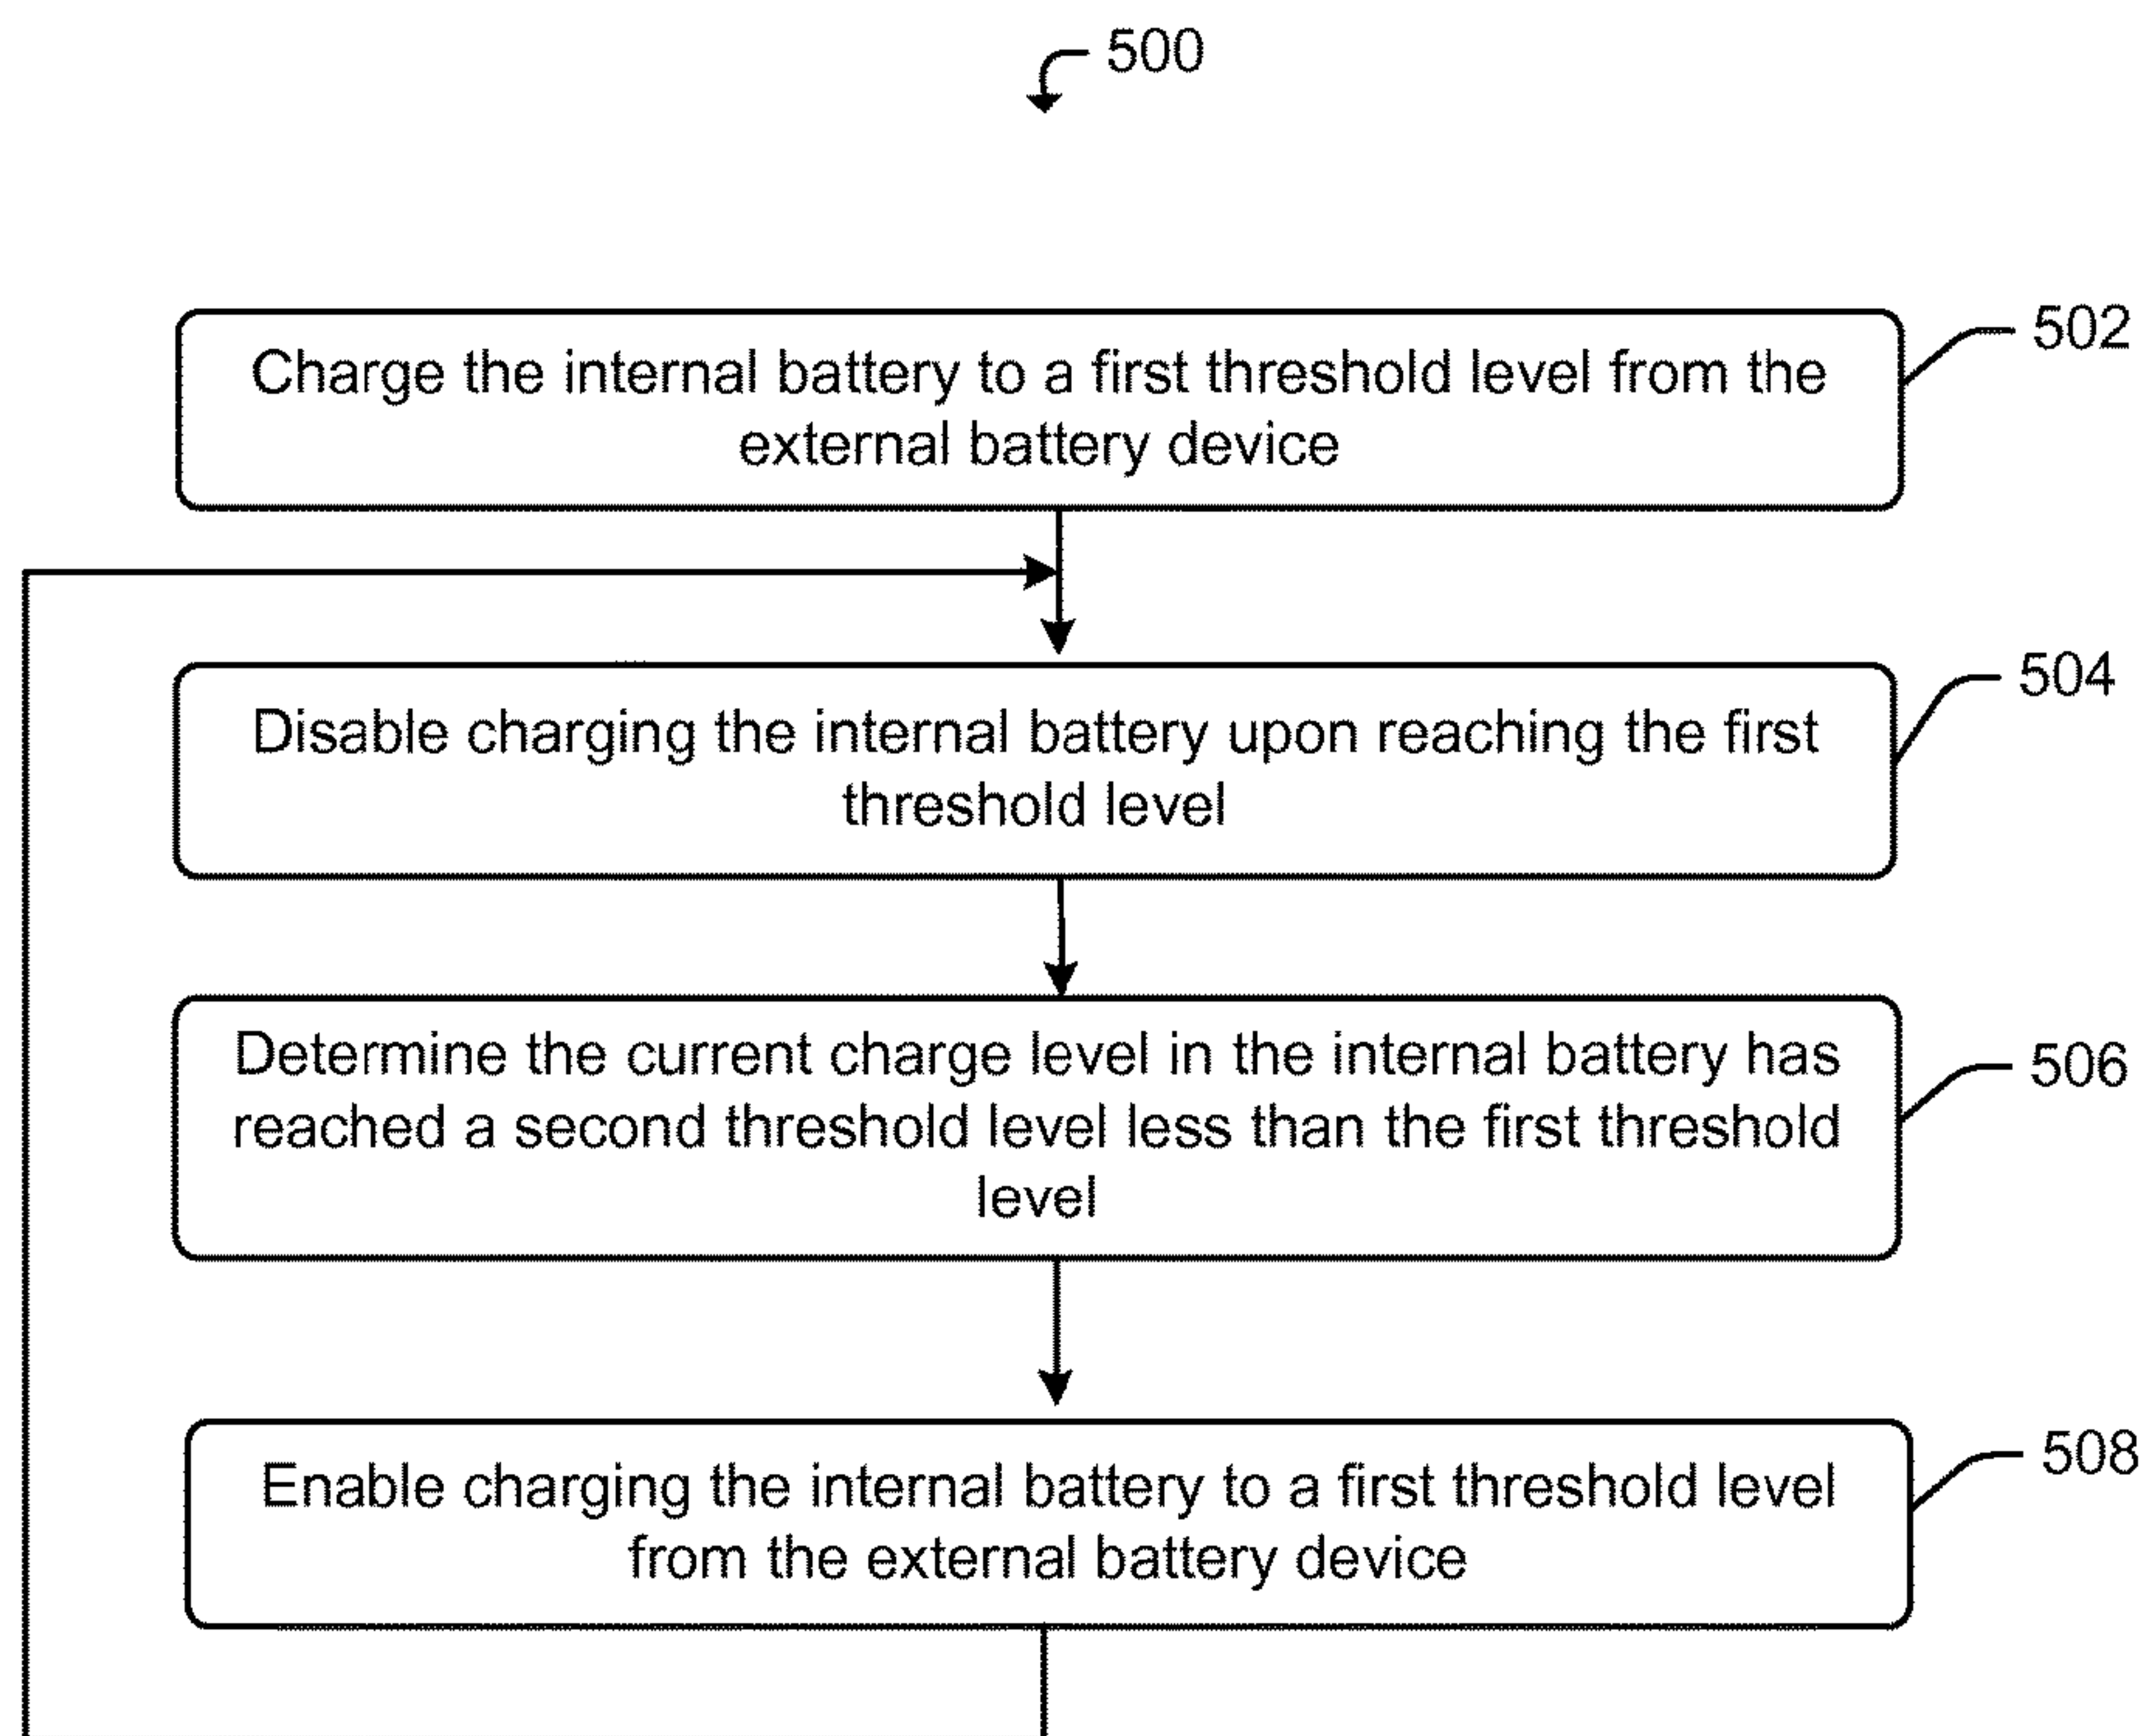 500
502
Charge the internal battery to a first threshold level from the
external battery device
504
Disable charging the internal battery upon reaching the first
threshold level
506
Determine the current charge level in the internal battery has
reached a second threshold level less than the first threshold
level
508
Enable charging the internal battery to a first threshold level
from the external battery device